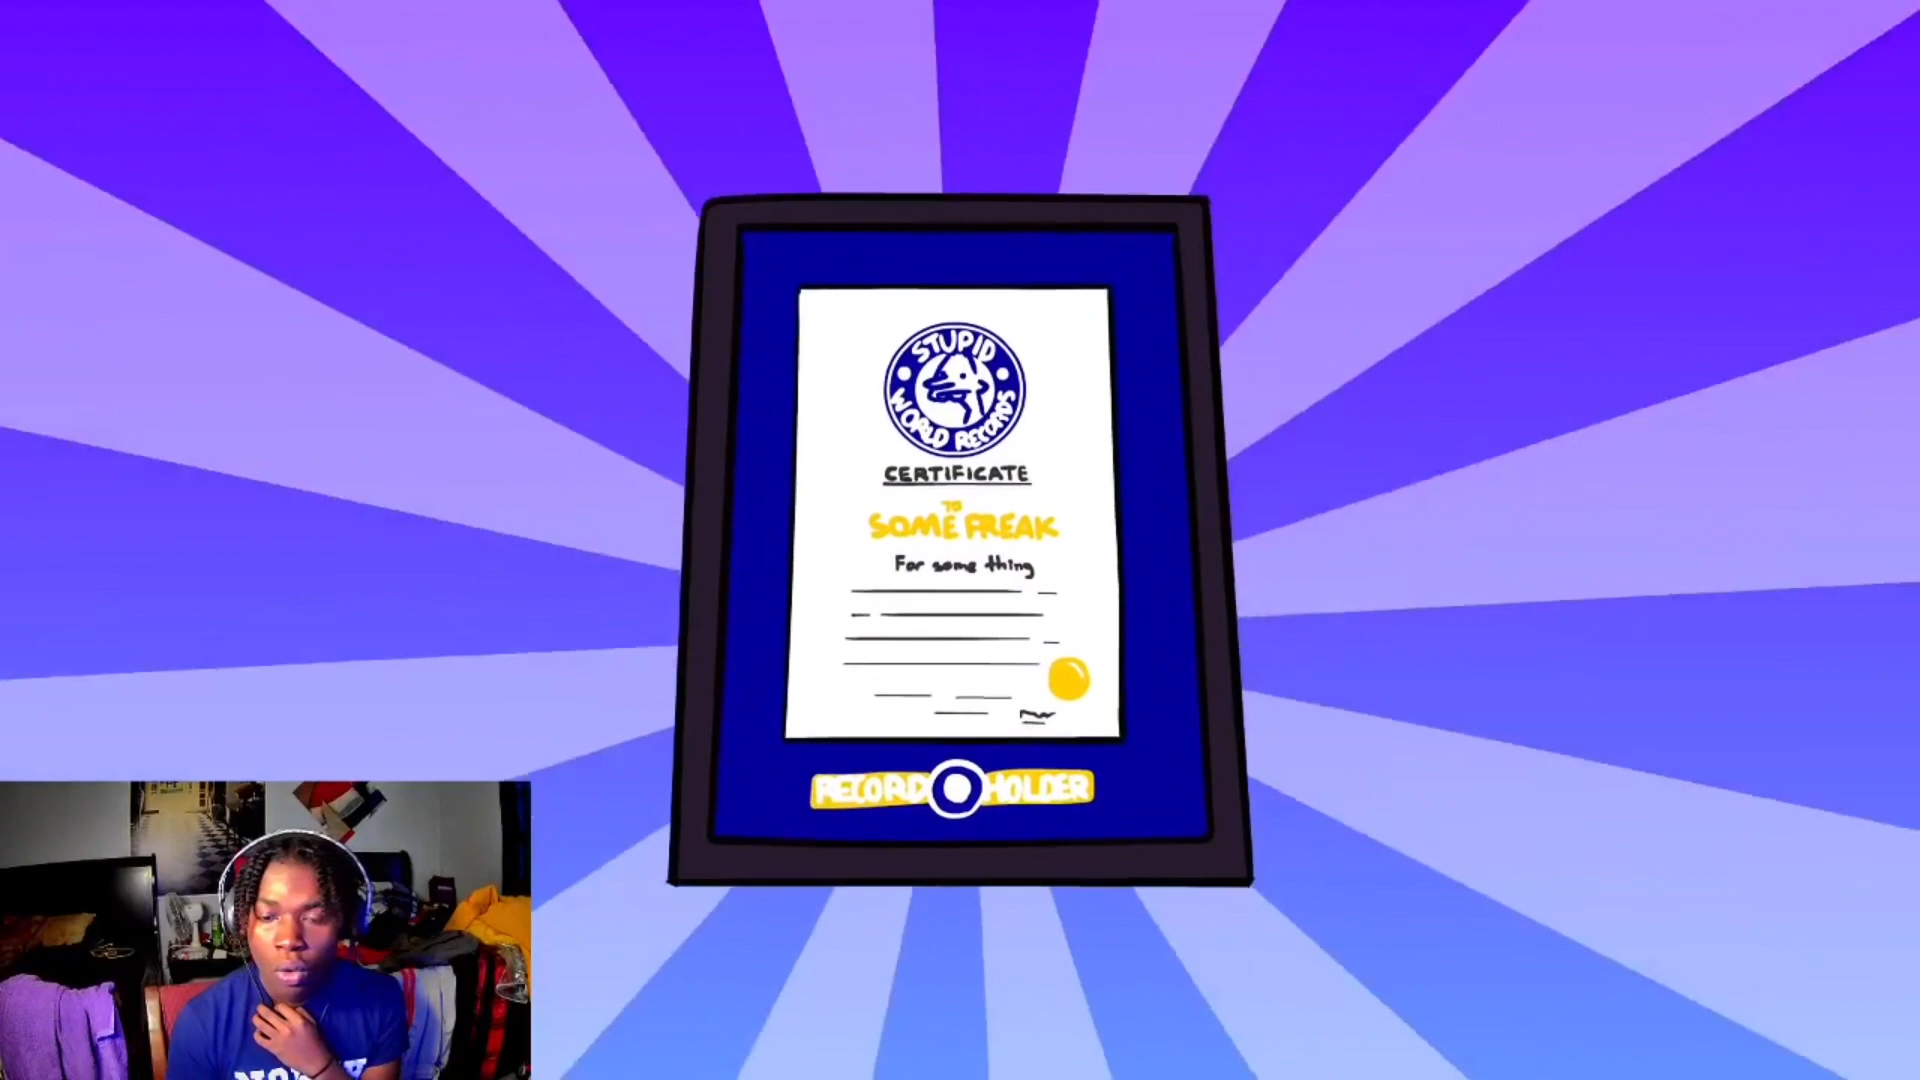 STUPID
WORLD RECORDS
CERTIFICATE
TO
SOME FREAK
For some thing
RECORD HOLDER